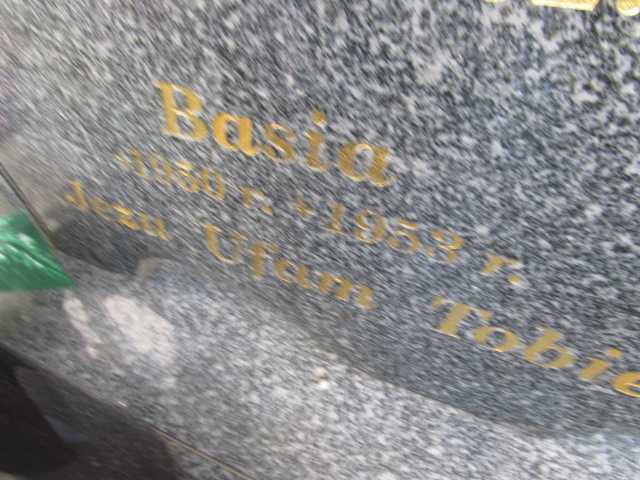 Basia
*1950 r. + 1953 r.
Jezu Ufam Tobie